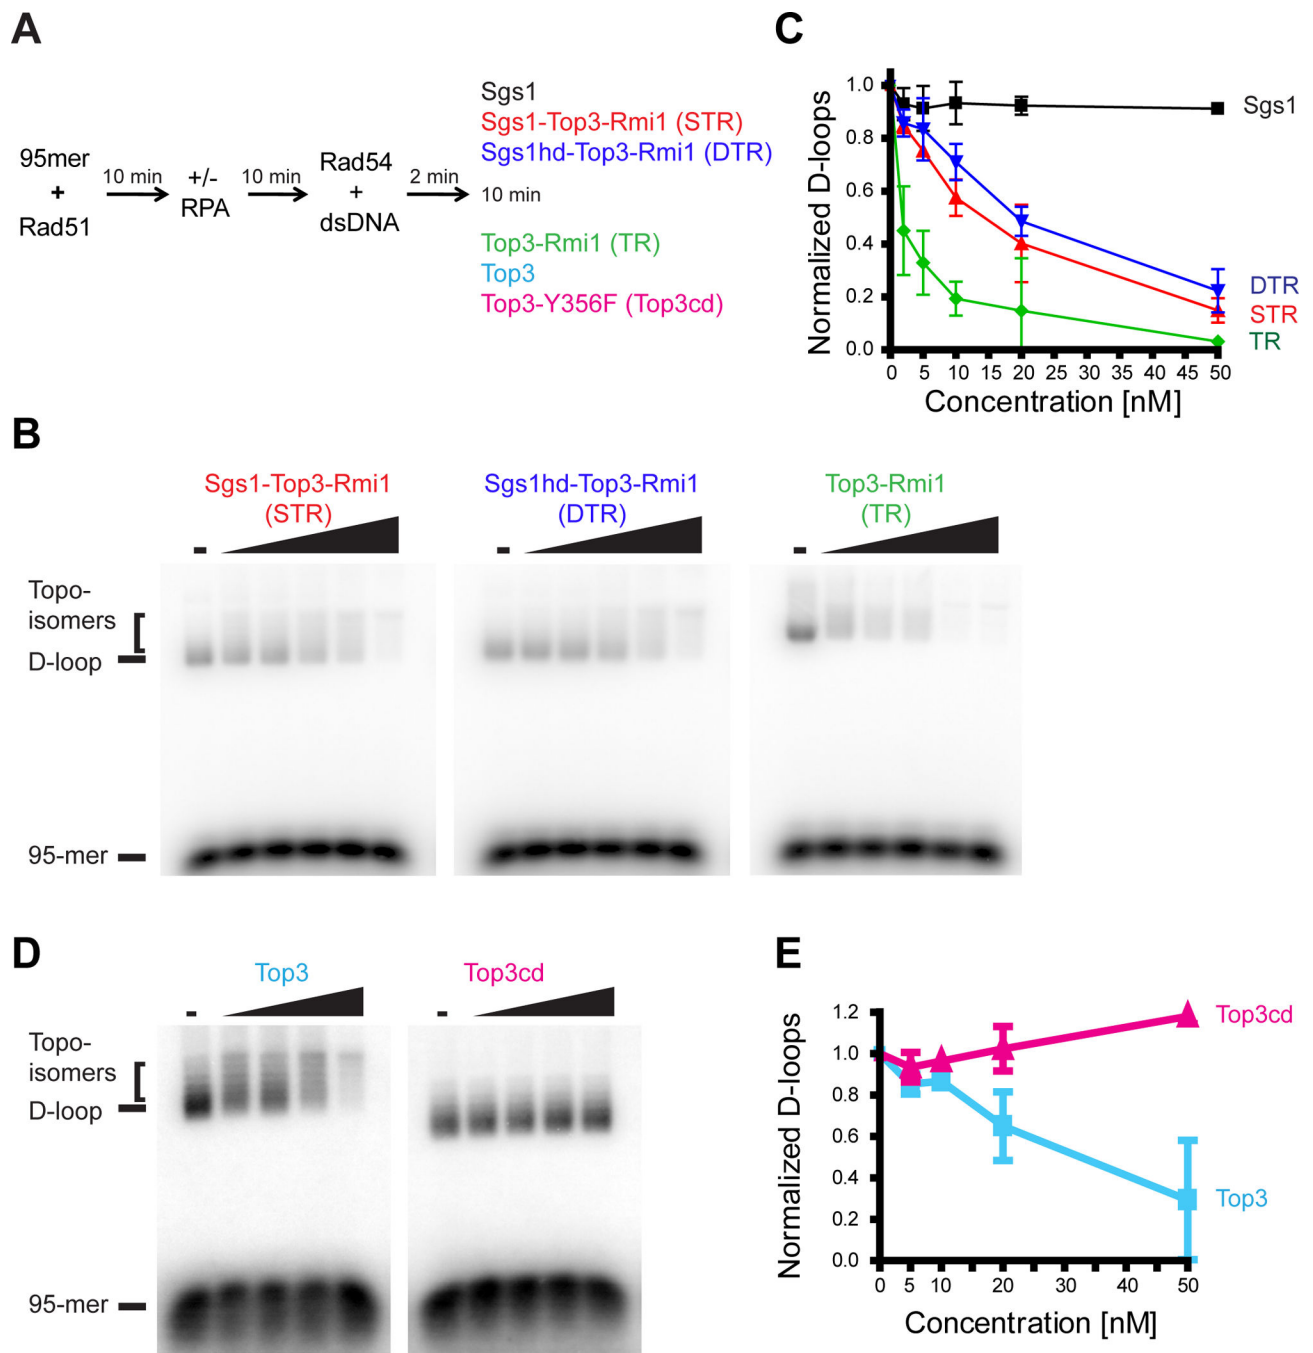 A
95mer
+
Rad51
10 min
+/-
RPA
10 min
Rad54
+
dsDNA
2 min
Sgs1
Sgs1-Top3-Rmi1 (STR)
Sgs1hd-Top3-Rmi1 (DTR)
10 min
Top3-Rmi1 (TR)
Top3
Top3-Y356F (Top3cd)
C
Normalized D-loops
1.0
0.8
0.6
0.4
0.2
0.0
0 5 10 15 20 25 30 35 40 45 50
Concentration [nM]
Sgs1
DTR
STR
TR
B
Sgs1-Top3-Rmi1
(STR)
Sgs1hd-Top3-Rmi1
(DTR)
Top3-Rmi1
(TR)
-
-
-
Topo-
isomers
D-loop
95-mer
D
Top3
Top3cd
-
-
Topo-
isomers
D-loop
95-mer
E
Normalized D-loops
1.2
1.0
0.8
0.6
0.4
0.2
0.0
0 5 10 20 30 40 50
Concentration [nM]
Top3cd
Top3